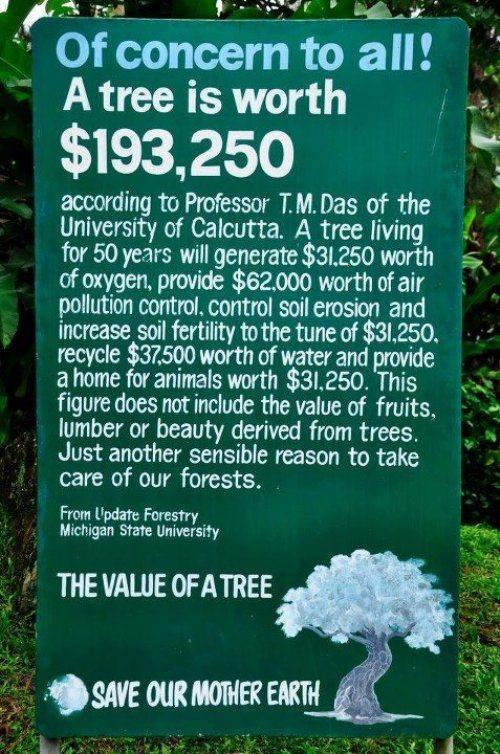 Of concern to all!
A tree is worth
$193,250
according to Professor T.M. Das of the
University of Calcutta. A tree living
for 50 years will generate $31,250 worth
of oxygen, provide $62,000 worth of air
pollution control, control soil erosion and
increase soil fertility to the tune of $31,250,
recycle $37,500 worth of water and provide
a home for animals worth $31,250. This
figure does not include the value of fruits,
lumber or beauty derived from trees.
Just another sensible reason to take
care of our forests.
From Update Forestry
Michigan State University
THE VALUE OF A TREE
SAVE OUR MOTHER EARTH